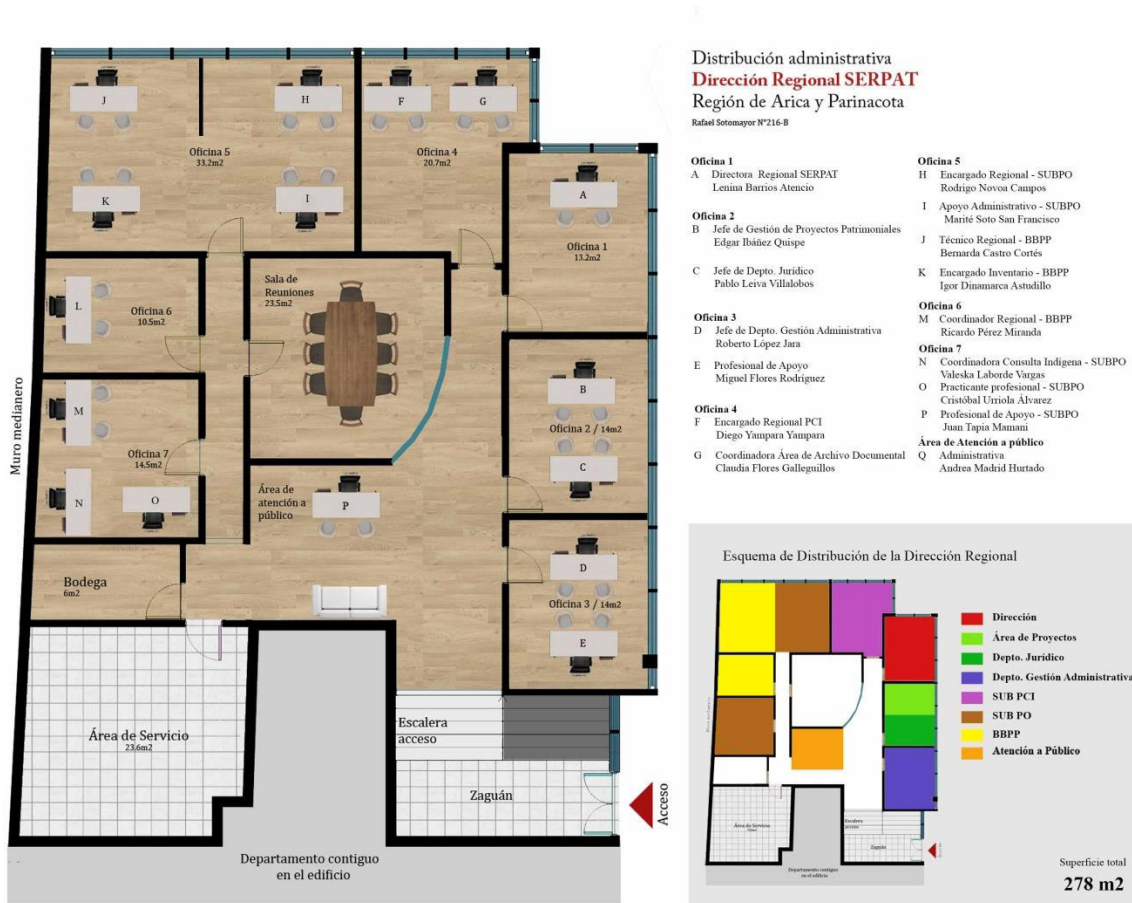 J
H
F
G
Oficina 5
33,2m2
Oficina 4
20,7m2
K
I
A
Oficina 1
13.2m2
L
Oficina 6
10.5m2
Sala de
Reuniones
23,5m2
M
Oficina 7
14,5m2
N
O
B
Oficina 2 / 14m2
C
Área de
atención a
público
P
D
Oficina 3 / 14m2
E
Muro medianero
Bodega
6m2
Área de Servicio
23,6m2
Escalera
acceso
Zaguán
Acceso
Departamento contiguo
en el edificio
Distribución administrativa
Dirección Regional SERPAT
Región de Arica y Parinacota
Rafael Sotomayor N°216-B
Oficina 1
A Directora Regional SERPAT
Lenina Barrios Atencio
Oficina 2
B Jefe de Gestión de Proyectos Patrimoniales
Edgar Ibáñez Quispe
C Jefe de Depto. Jurídico
Pablo Leiva Villalobos
Oficina 3
D Jefe de Depto. Gestión Administrativa
Roberto López Jara
E Profesional de Apoyo
Miguel Flores Rodríguez
Oficina 4
F Encargado Regional PCI
Diego Yampara Yampara
G Coordinadora Área de Archivo Documental
Claudia Flores Galleguillos
Oficina 5
H Encargado Regional - SUBPO
Rodrigo Novoa Campos
I Apoyo Administrativo - SUBPO
Marité Soto San Francisco
J Técnico Regional - BBPP
Bernarda Castro Cortés
K Encargado Inventario - BBPP
Igor Dinamarca Astudillo
Oficina 6
M Coordinador Regional - BBPP
Ricardo Pérez Miranda
Oficina 7
N Coordinadora Consulta Indígena - SUBPO
Valeska Laborde Vargas
O Practicante profesional - SUBPO
Cristóbal Urriola Álvarez
P Profesional de Apoyo - SUBPO
Juan Tapia Mamani
Área de Atención a público
Q Administrativa
Andrea Madrid Hurtado
Esquema de Distribución de la Dirección Regional
Dirección
Área de Proyectos
Depto. Jurídico
Depto. Gestión Administrativa
SUB PCI
SUB PO
BBPP
Atención a Público
Área de Servicio
Escalera
acceso
Zaguán
Departamento contiguo
en el edificio
Superficie total
278 m2